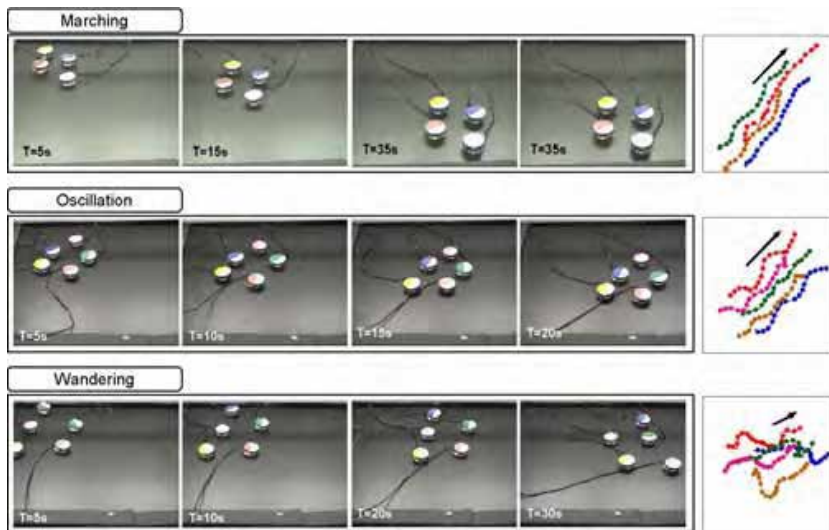 Marching
T=5s
T=15s
T=35s
T=35s
Oscillation
T=5s
T=10s
T=15s
T=20s
Wandering
T=5s
T=10s
T=20s
T=30s